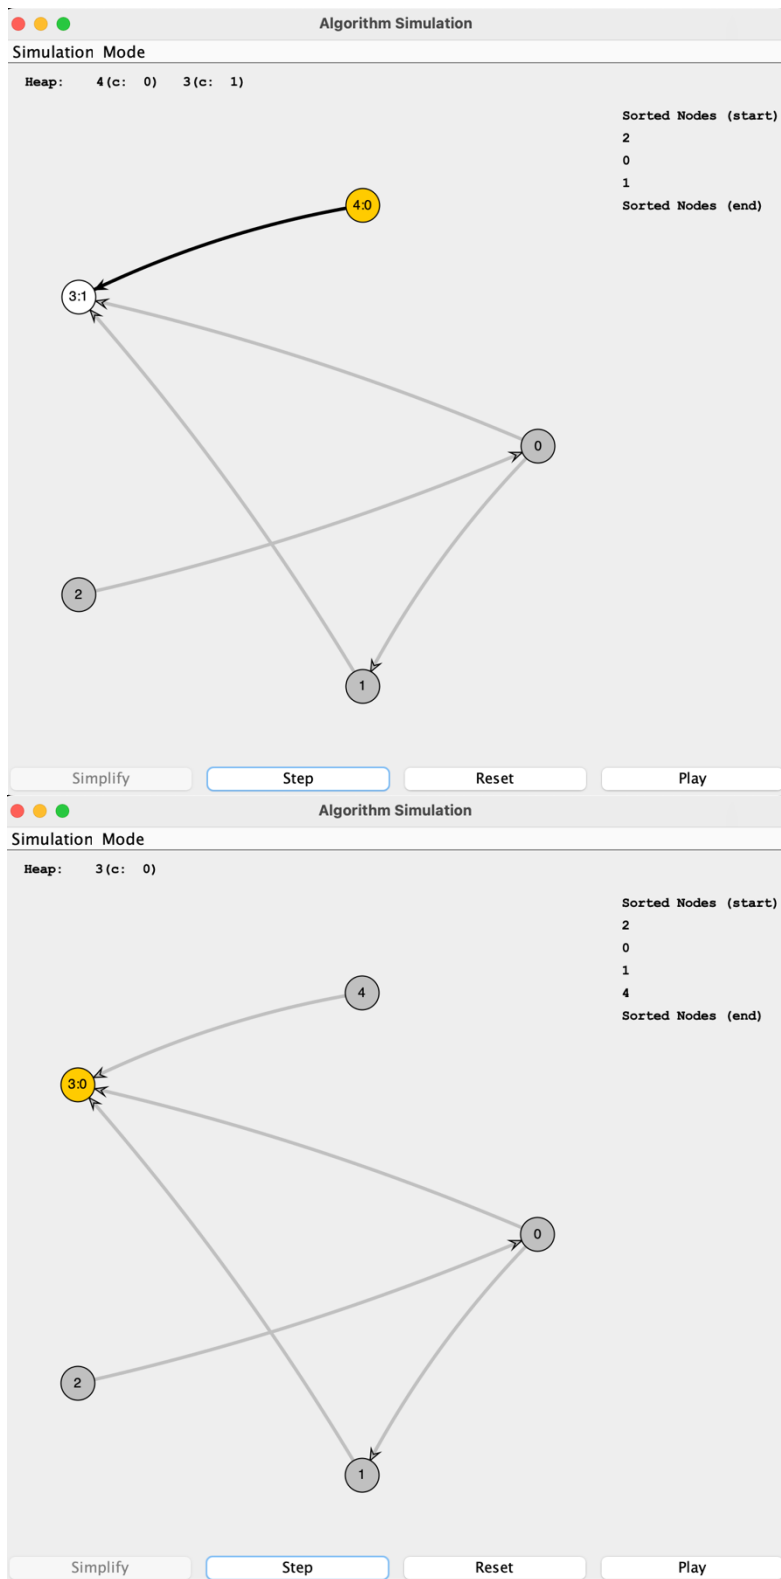 Algorithm Simulation
Simulation Mode
Heap: 4(c: 0) 3(c: 1)
Sorted Nodes (start)
2
0
1
Sorted Nodes (end)
4:0
3:1
0
2
1
Simplify Step Reset Play
Algorithm Simulation
Simulation Mode
Heap: 3(c: 0)
Sorted Nodes (start)
2
0
1
4
Sorted Nodes (end)
4
3:0
0
2
1
Simplify Step Reset Play